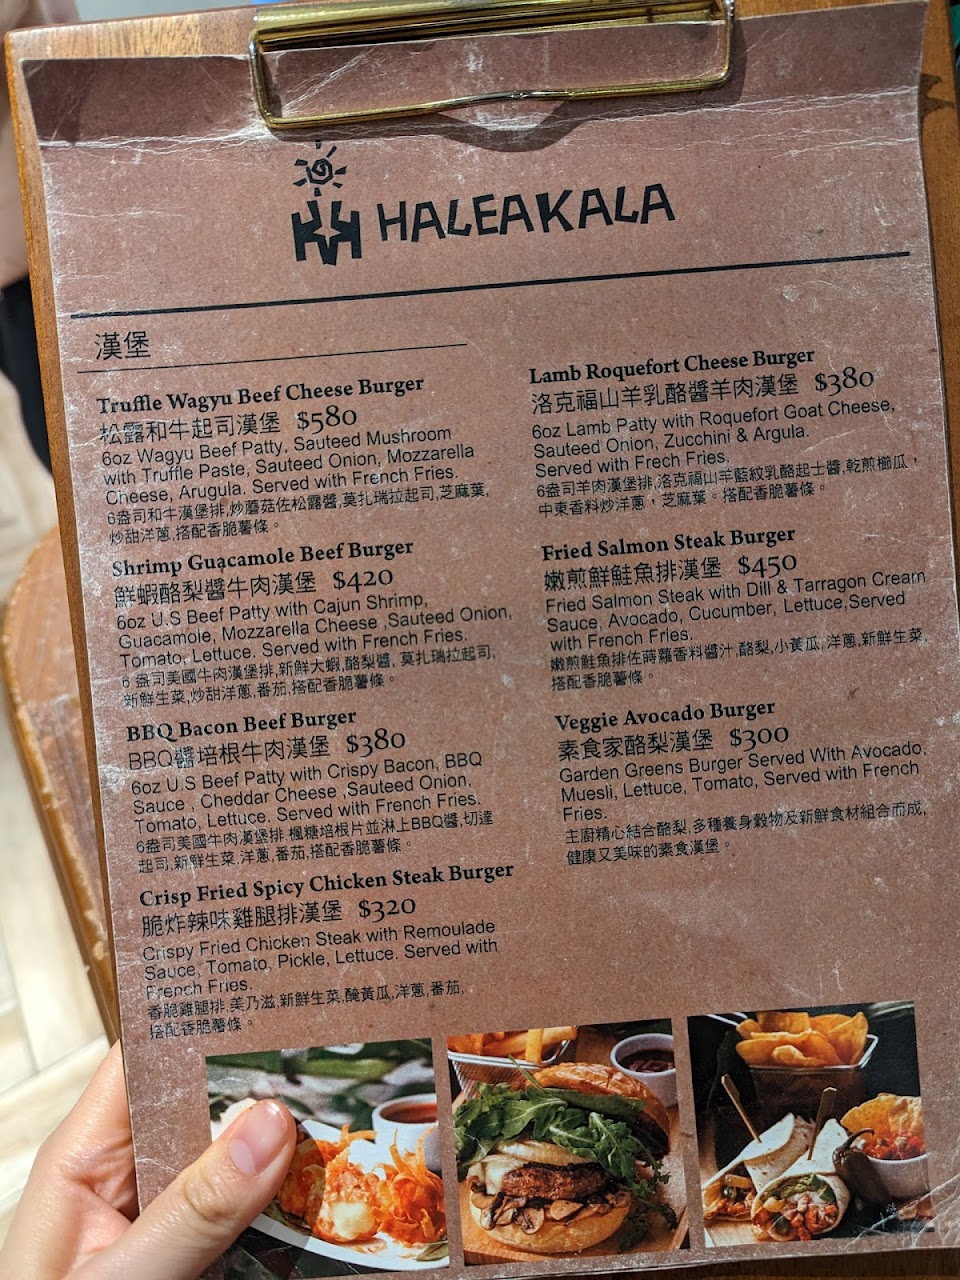 HALEAKALA
漢堡
Truffle Wagyu Beef Cheese Burger
松露和牛起司漢堡 $580
6oz Wagyu Beef Patty, Sauteed Mushroom
with Truffle Paste, Sauteed Onion, Mozzarella
Cheese, Arugula. Served with French Fries.
6盎司和牛漢堡排,炒蘑菇佐松露醬,莫扎瑞拉起司,芝麻葉,
炒甜洋蔥,搭配香脆薯條。
Shrimp Guacamole Beef Burger
鮮蝦酪梨醬牛肉漢堡 $420
6oz U.S Beef Patty with Cajun Shrimp,
Guacamole, Mozzarella Cheese ,Sauteed Onion,
Tomato, Lettuce. Served with French Fries.
6 盎司美國牛肉漢堡排,新鮮大蝦,酪梨醬, 莫扎瑞拉起司,
新鮮生菜,炒甜洋蔥,番茄,搭配香脆薯條。
BBQ Bacon Beef Burger
BBQ醬培根牛肉漢堡 $380
6oz U.S Beef Patty with Crispy Bacon, BBQ
Sauce , Cheddar Cheese ,Sauteed Onion,
Tomato, Lettuce. Served with French Fries.
6盎司美國牛肉漢堡排 楓糖培根片並淋上BBQ醬,切達
起司,新鮮生菜,洋蔥,番茄,搭配香脆薯條。
Crisp Fried Spicy Chicken Steak Burger
脆炸辣味雞腿排漢堡 $320
Crispy Fried Chicken Steak with Remoulade
Sauce, Tomato, Pickle, Lettuce. Served with
French Fries.
香脆雞腿排,美乃滋,新鮮生菜,醃黃瓜,洋蔥,番茄,
搭配香脆薯條。
Lamb Roquefort Cheese Burger
洛克福山羊乳酪醬羊肉漢堡 $380
6oz Lamb Patty with Roquefort Goat Cheese,
Sauteed Onion, Zucchini & Argula.
Served with Frech Fries.
6盎司羊肉漢堡排,洛克福山羊藍紋乳酪起士醬,乾煎櫛瓜，
中東香料炒洋蔥，芝麻葉。搭配香脆薯條。
Fried Salmon Steak Burger
嫩煎鮮鮭魚排漢堡 $450
Fried Salmon Steak with Dill & Tarragon Cream
Sauce, Avocado, Cucumber, Lettuce,Served
with French Fries.
嫩煎鮭魚排佐蒔蘿香料醬汁,酪梨,小黃瓜,洋蔥,新鮮生菜,
搭配香脆薯條。
Veggie Avocado Burger
素食家酪梨漢堡 $300
Garden Greens Burger Served With Avocado,
Muesli, Lettuce, Tomato, Served with French
Fries.
主廚精心結合酪梨,多種養身穀物及新鮮食材組合而成,
健康又美味的素食漢堡。